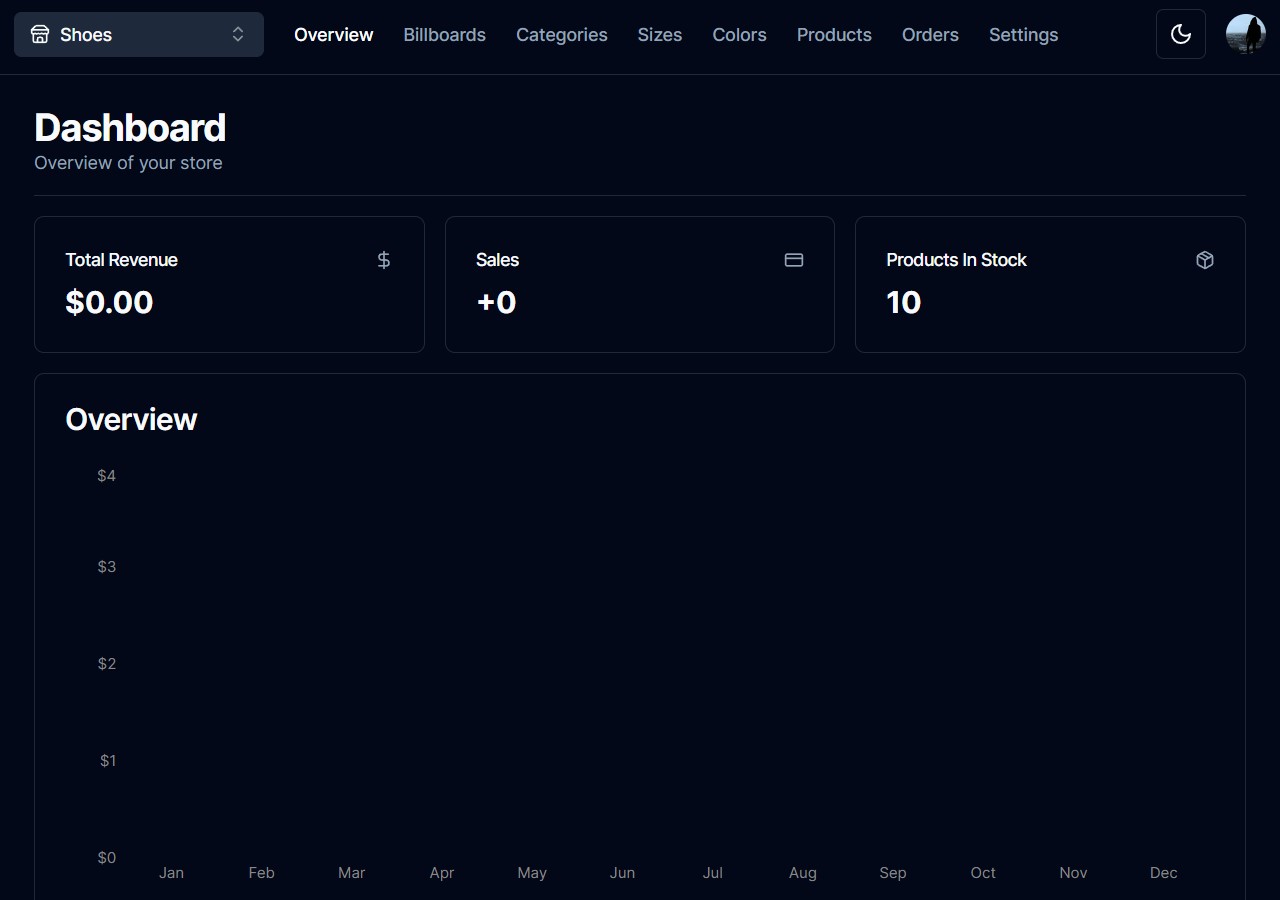 Shoes Overview Billboards Categories Sizes Colors Products Orders Settings
Dashboard
Overview of your store
Total Revenue
$0.00
Sales
+0
Products In Stock
10
Overview
$4
$3
$2
$1
$0
Jan Feb Mar Apr May Jun Jul Aug Sep Oct Nov Dec